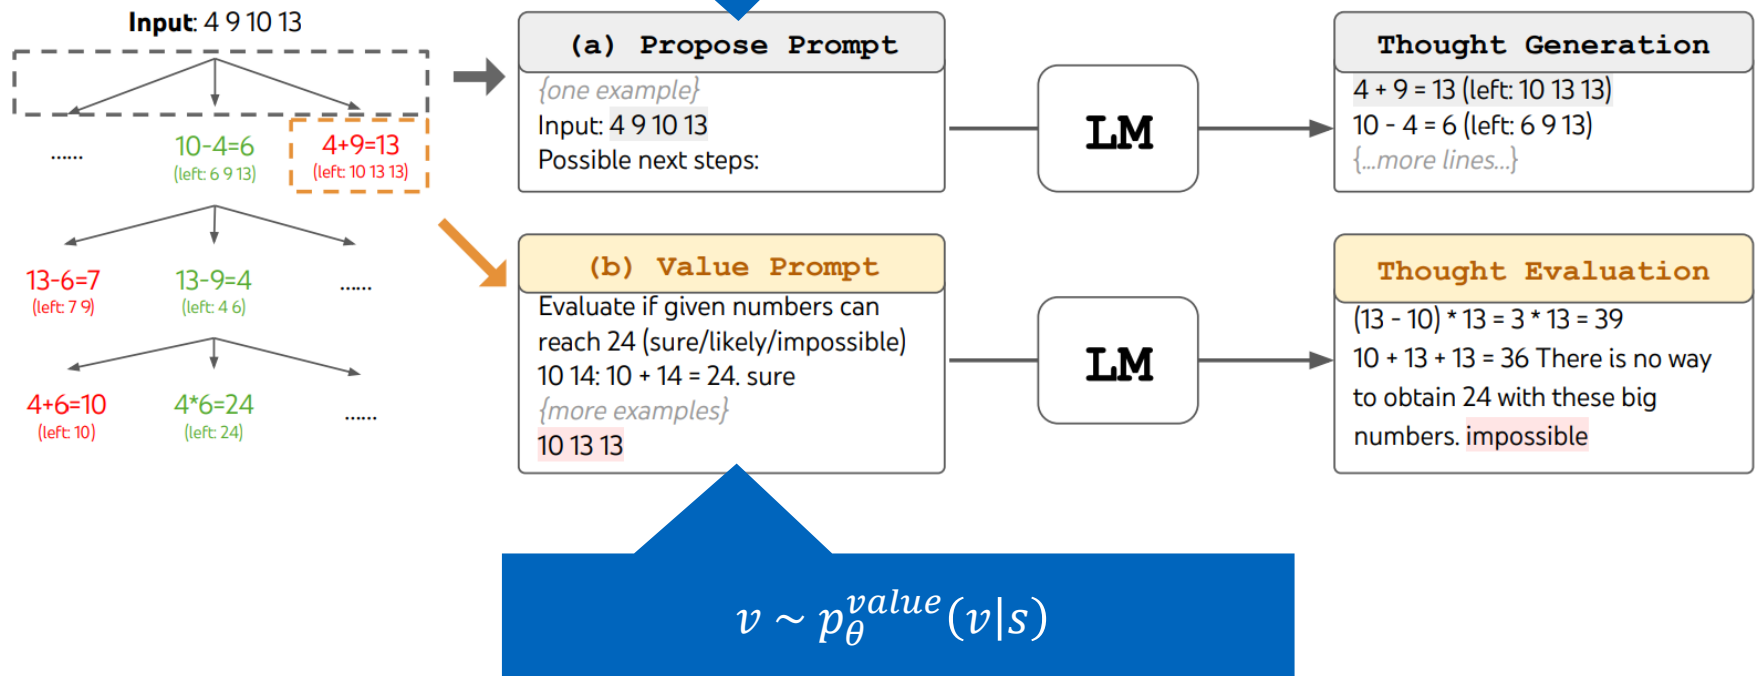 Input: 4 9 10 13
......
10-4=6
(left: 6 9 13)
4+9=13
(left: 10 13 13)
13-6=7
(left: 7 9)
13-9=4
(left: 4 6)
......
4+6=10
(left: 10)
4*6=24
(left: 24)
......
(a) Propose Prompt
{one example}
Input: 4 9 10 13
Possible next steps:
LM
Thought Generation
4 + 9 = 13 (left: 10 13 13)
10 - 4 = 6 (left: 6 9 13)
{...more lines...}
(b) Value Prompt
Evaluate if given numbers can
reach 24 (sure/likely/impossible)
10 14: 10 + 14 = 24. sure
{more examples}
10 13 13
LM
Thought Evaluation
(13 - 10) * 13 = 3 * 13 = 39
10 + 13 + 13 = 36 There is no way
to obtain 24 with these big
numbers. impossible
v ~ p_θ^value(v|s)